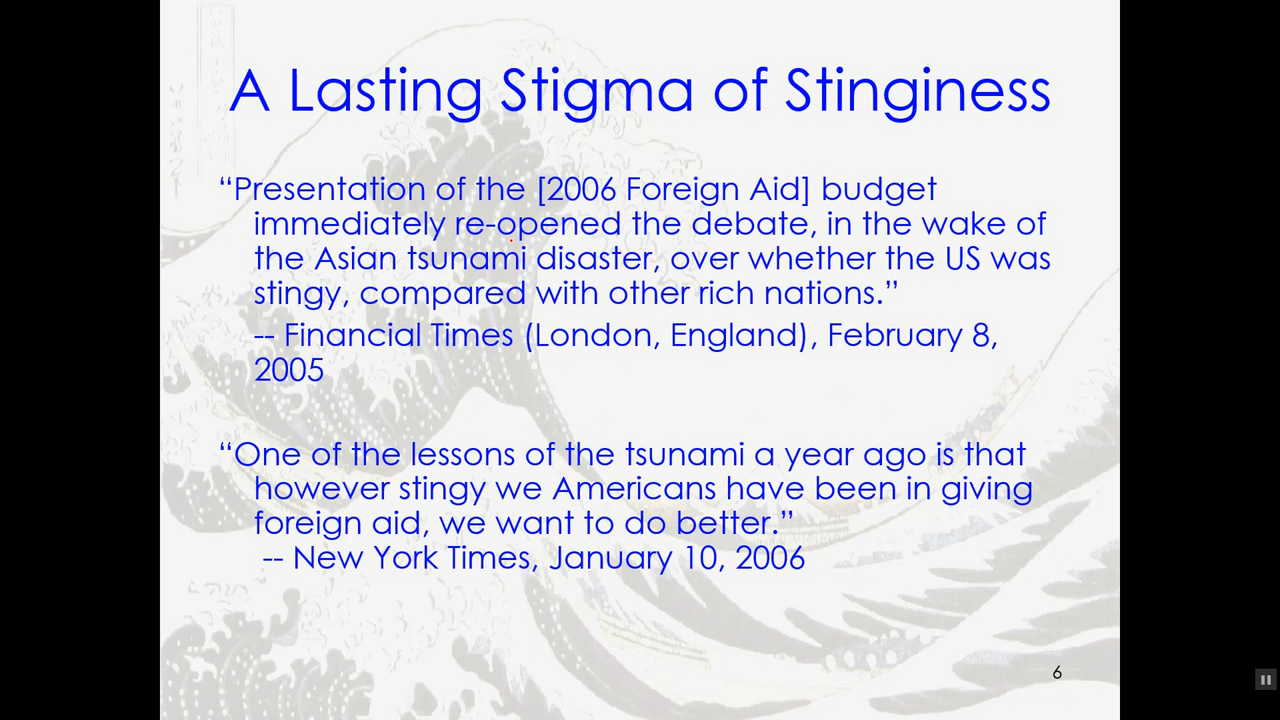 A Lasting Stigma of Stinginess
“Presentation of the [2006 Foreign Aid] budget
immediately re-opened the debate, in the wake of
the Asian tsunami disaster, over whether the US was
stingy, compared with other rich nations.”
-- Financial Times (London, England), February 8,
2005
“One of the lessons of the tsunami a year ago is that
however stingy we Americans have been in giving
foreign aid, we want to do better.”
-- New York Times, January 10, 2006
6